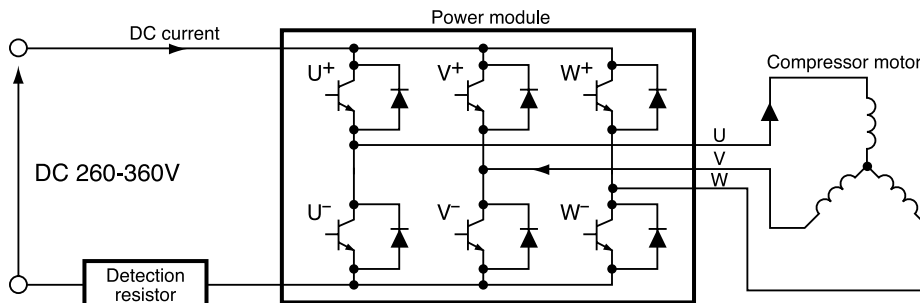 Power module
DC current
U+
V+
W+
Compressor motor
U
V
W
DC 260-360V
U−
V−
W−
Detection
resistor